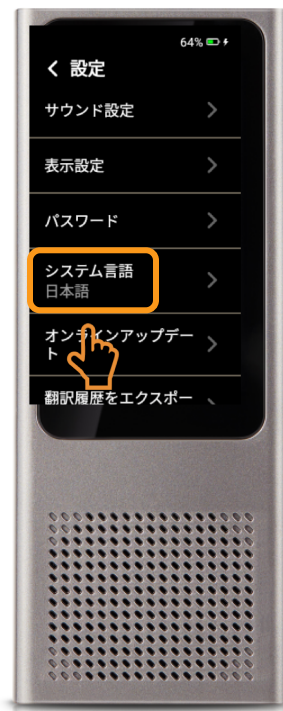 64%
設定
サウンド設定
表示設定
パスワード
システム言語
日本語
オンラインアップデー
ト
翻訳履歴をエクスポー